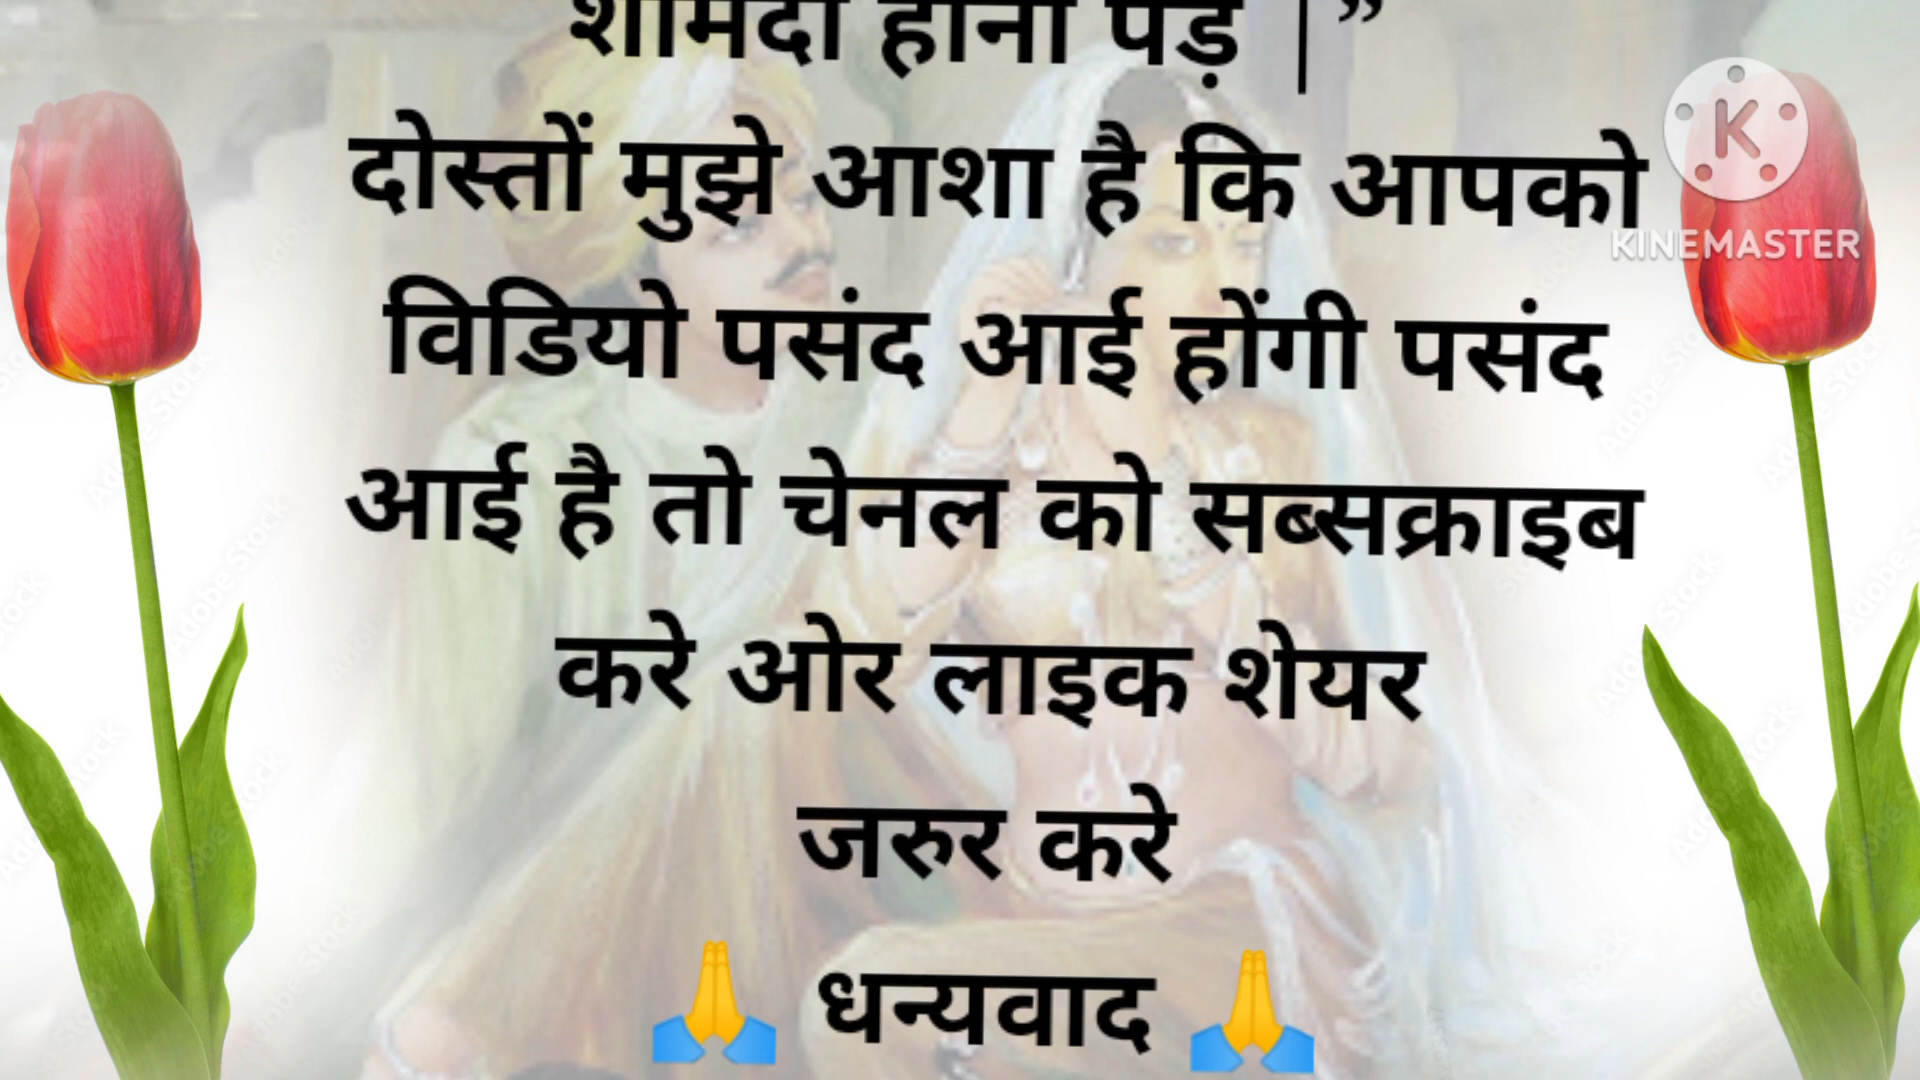 शर्मिंदा होना पड़े |”
दोस्तों मुझे आशा है कि आपको
विडियो पसंद आई होंगी पसंद
आई है तो चेनल को सब्सक्राइब
करे ओर लाइक शेयर
जरुर करे
🙏 धन्यवाद 🙏
K
KINEMASTER